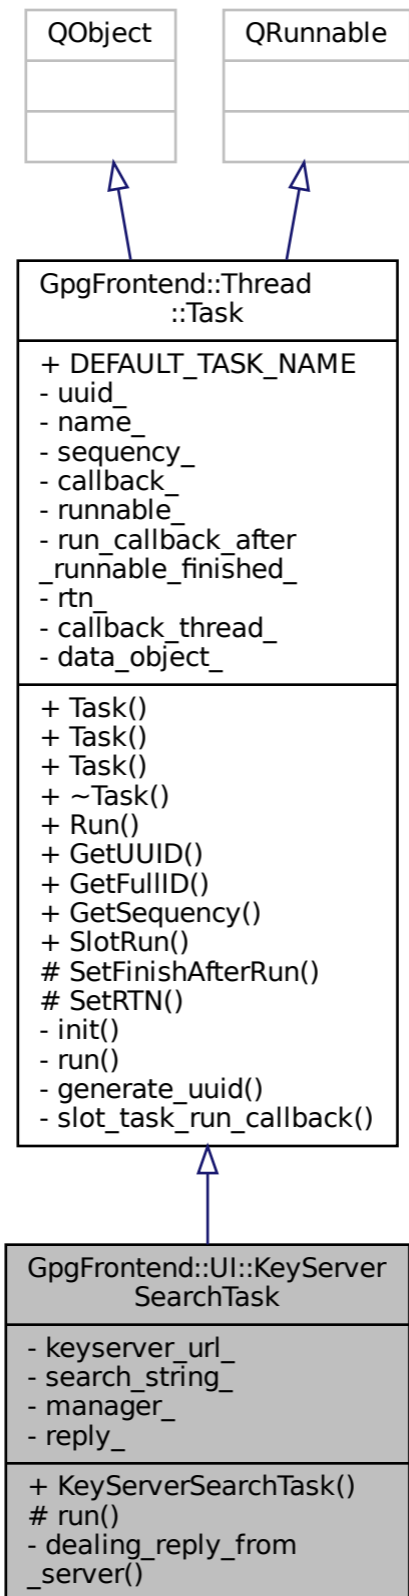 QObject
QRunnable
GpgFrontend::Thread
::Task
+ DEFAULT_TASK_NAME
- uuid_
- name_
- sequency_
- callback_
- runnable_
- run_callback_after
_runnable_finished_
- rtn_
- callback_thread_
- data_object_
+ Task()
+ Task()
+ Task()
+ ~Task()
+ Run()
+ GetUUID()
+ GetFullID()
+ GetSequency()
+ SlotRun()
# SetFinishAfterRun()
# SetRTN()
- init()
- run()
- generate_uuid()
- slot_task_run_callback()
GpgFrontend::UI::KeyServer
SearchTask
- keyserver_url_
- search_string_
- manager_
- reply_
+ KeyServerSearchTask()
# run()
- dealing_reply_from
_server()